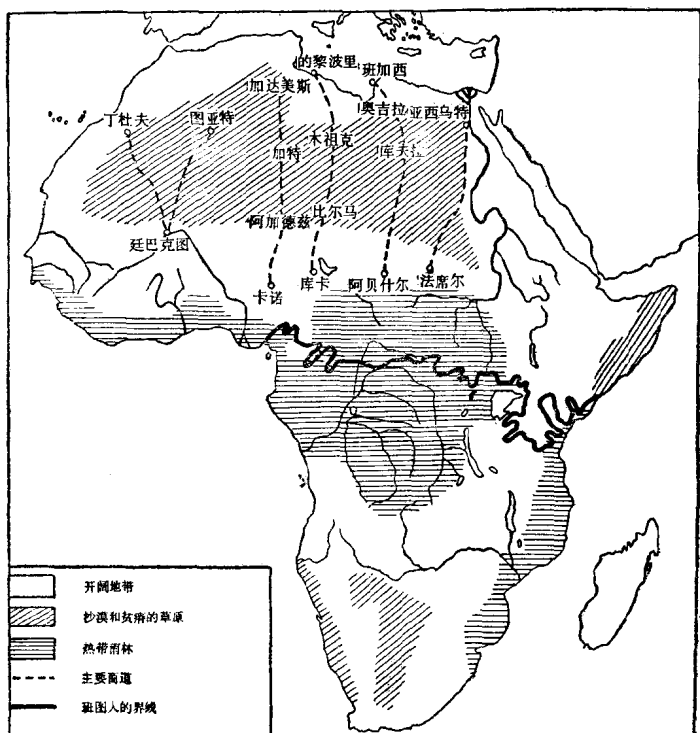 的黎波里
班加西
加达美斯
丁杜夫
图亚特
奥吉拉
亚西乌特
木祖克
加特
库夫拉
阿加德兹
比尔马
廷巴克图
卡诺
库卡
阿贝什尔
法席尔
开阔地带
沙漠和贫瘠的草原
热带雨林
主要商道
班图人的界线